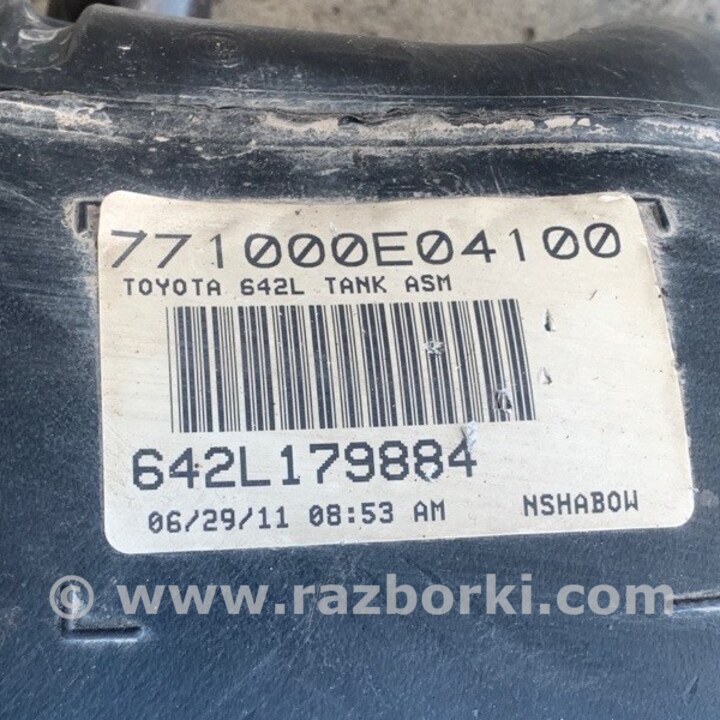 771000E04100
TOYOTA 642L TANK ASM
642L179884
06/29/11 08:53 AM NSHABOW
© www.razborki.com